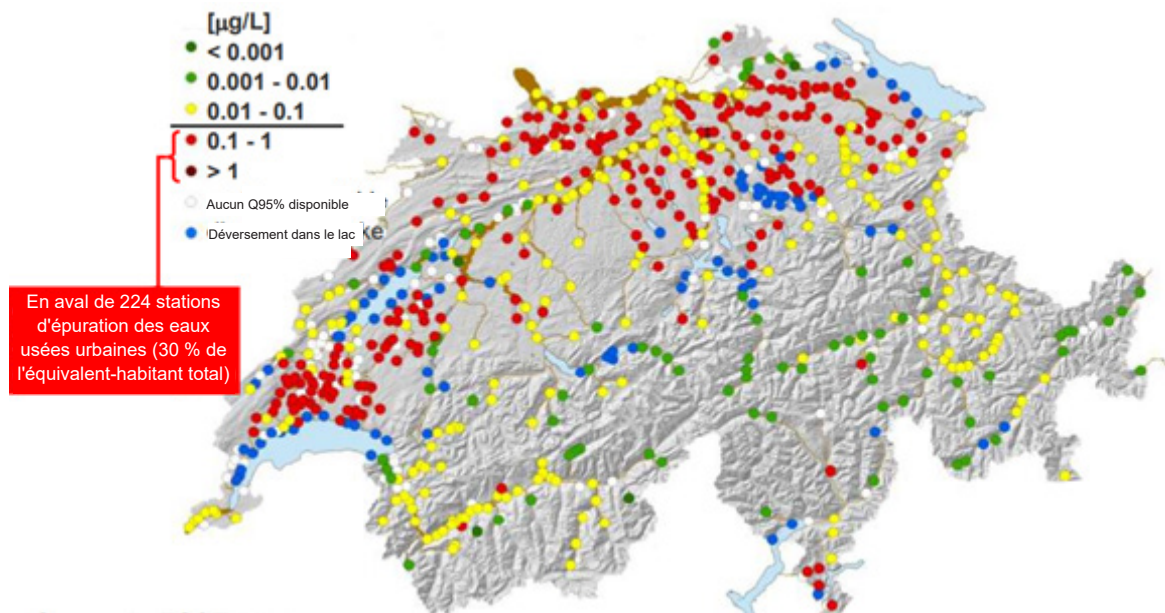 [µg/L]
< 0.001
0.001 - 0.01
0.01 - 0.1
0.1 - 1
> 1
Aucun Q95% disponible
Déversement dans le lac
En aval de 224 stations
d'épuration des eaux
usées urbaines (30 % de
l'équivalent-habitant total)